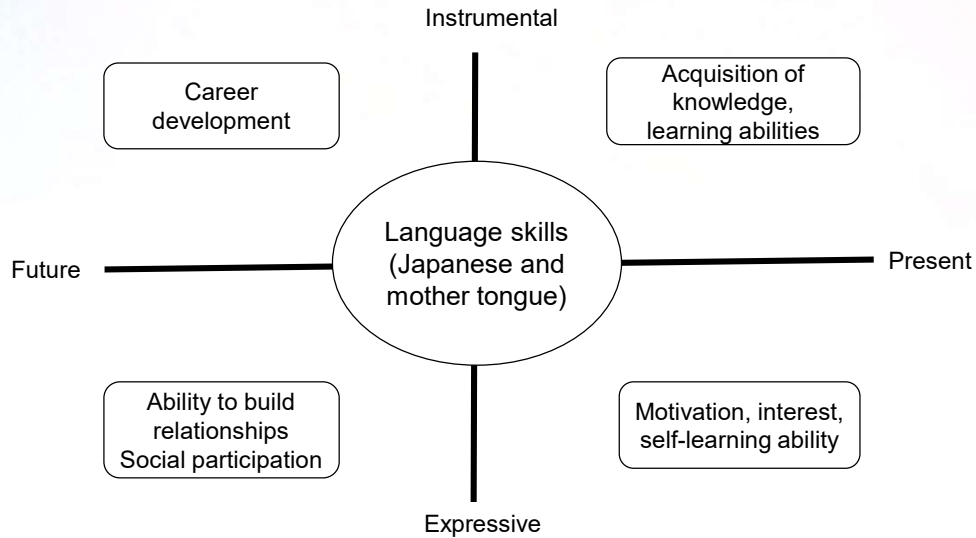 Instrumental
Career
development
Acquisition of
knowledge,
learning abilities
Language skills
(Japanese and
mother tongue)
Future
Present
Ability to build
relationships
Social participation
Motivation, interest,
self-learning ability
Expressive